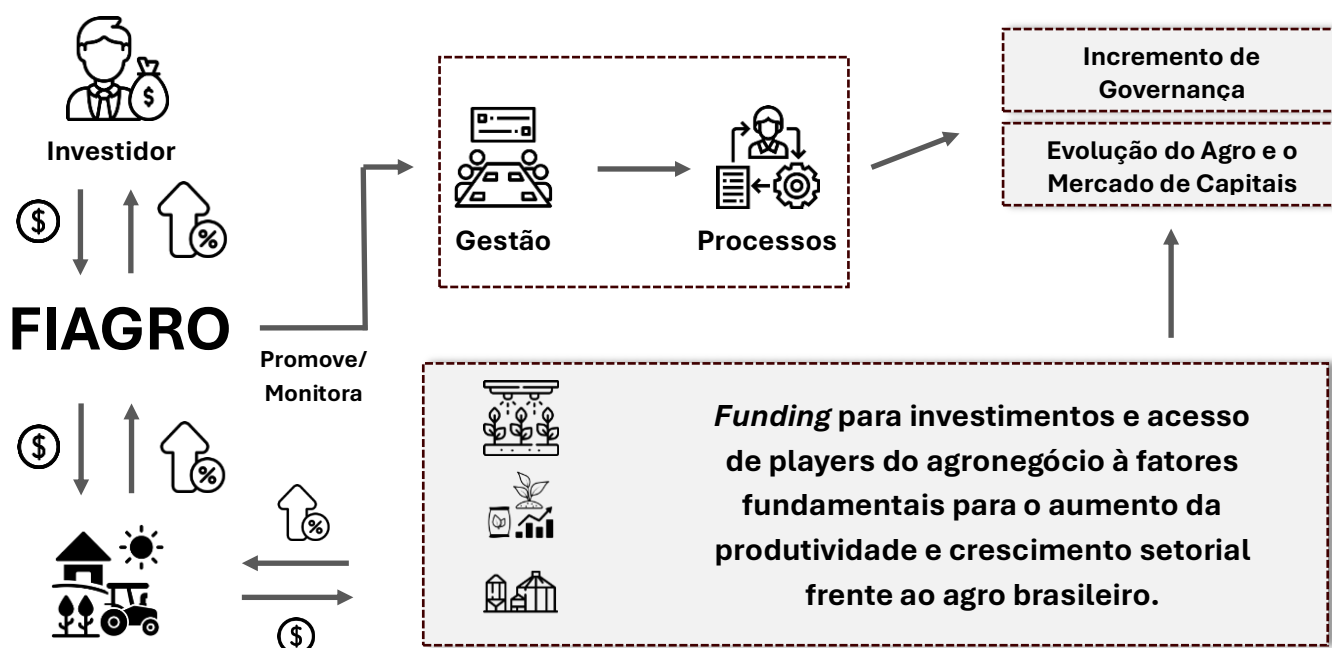 Investidor
$
$
%
FIAGRO
Promove/
Monitora
$
%
%
$
Gestão
Processos
Incremento de
Governança
Evolução do Agro e o
Mercado de Capitais
Funding para investimentos e acesso
de players do agronegócio à fatores
fundamentais para o aumento da
produtividade e crescimento setorial
frente ao agro brasileiro.